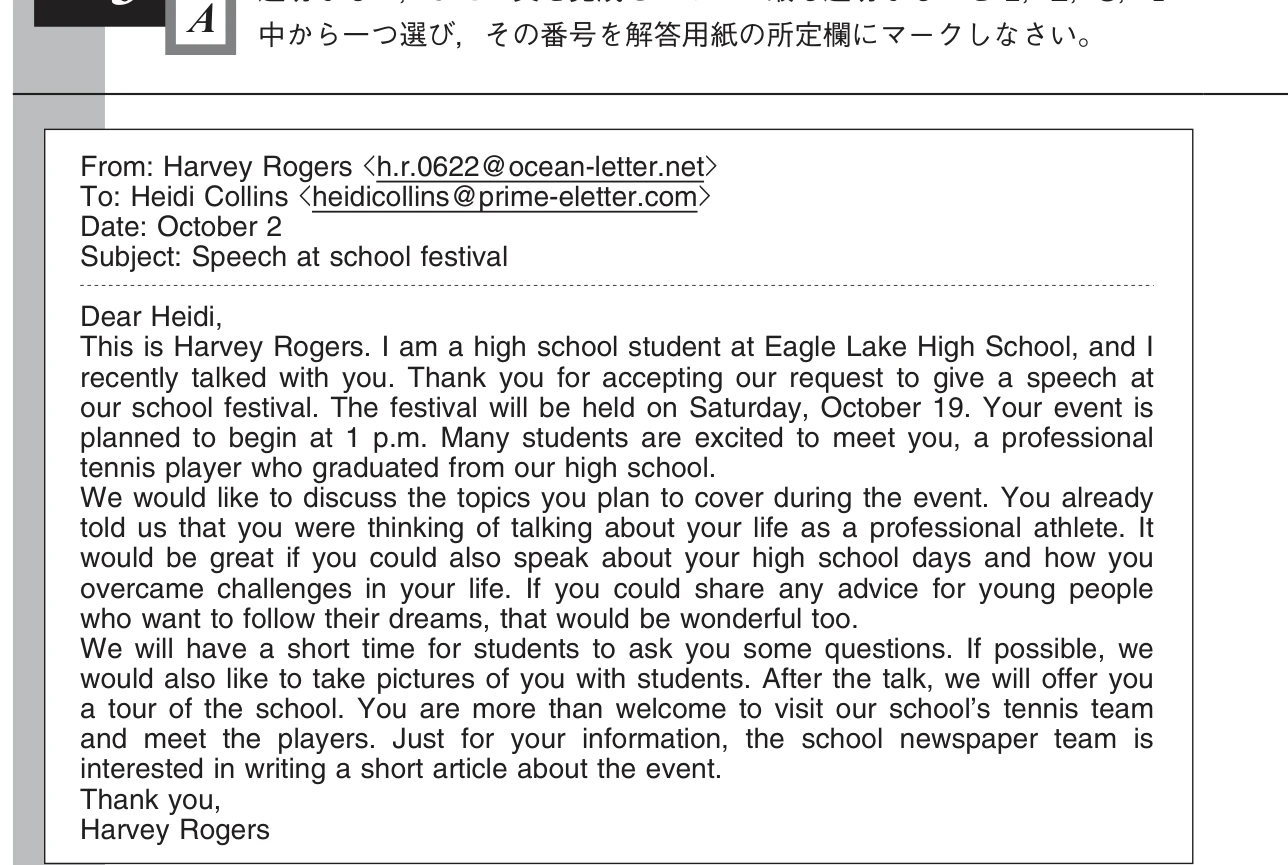 A
中から一つ選び，その番号を解答用紙の所定欄にマークしなさい。
From: Harvey Rogers <h.r.0622@ocean-letter.net>
To: Heidi Collins <heidicollins@prime-eletter.com>
Date: October 2
Subject: Speech at school festival
Dear Heidi,
This is Harvey Rogers. I am a high school student at Eagle Lake High School, and I
recently talked with you. Thank you for accepting our request to give a speech at
our school festival. The festival will be held on Saturday, October 19. Your event is
planned to begin at 1 p.m. Many students are excited to meet you, a professional
tennis player who graduated from our high school.
We would like to discuss the topics you plan to cover during the event. You already
told us that you were thinking of talking about your life as a professional athlete. It
would be great if you could also speak about your high school days and how you
overcame challenges in your life. If you could share any advice for young people
who want to follow their dreams, that would be wonderful too.
We will have a short time for students to ask you some questions. If possible, we
would also like to take pictures of you with students. After the talk, we will offer you
a tour of the school. You are more than welcome to visit our school’s tennis team
and meet the players. Just for your information, the school newspaper team is
interested in writing a short article about the event.
Thank you,
Harvey Rogers